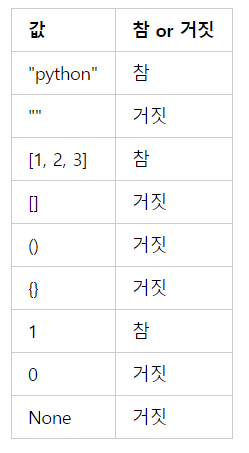 값 참 or 거짓
"python" 참
"" 거짓
[1, 2, 3] 참
[] 거짓
() 거짓
{} 거짓
1 참
0 거짓
None 거짓